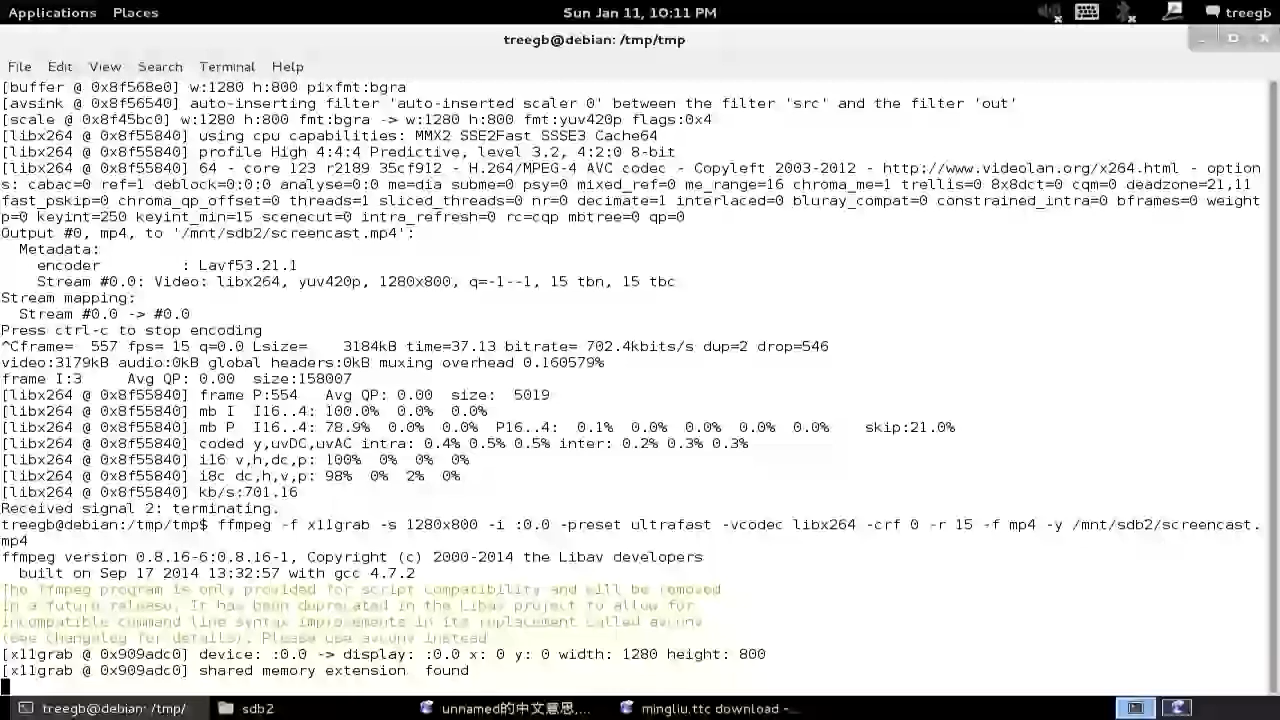 Applications Places Sun Jan 11, 10:11 PM treegb
treegb@debian: /tmp/tmp
File Edit View Search Terminal Help
[buffer @ 0x8f568e0] w:1280 h:800 pixfmt:bgra
[avsink @ 0x8f56540] auto-inserting filter 'auto-inserted scaler 0' between the filter 'src' and the filter 'out'
[scale @ 0x8f45bc0] w:1280 h:800 fmt:bgra -> w:1280 h:800 fmt:yuv420p flags:0x4
[libx264 @ 0x8f55840] using cpu capabilities: MMX2 SSE2Fast SSSE3 Cache64
[libx264 @ 0x8f55840] profile High 4:4:4 Predictive, level 3.2, 4:2:0 8-bit
[libx264 @ 0x8f55840] 64 - core 123 r2189 35cf912 - H.264/MPEG-4 AVC codec - Copyleft 2003-2012 - http://www.videolan.org/x264.html - option
s: cabac=0 ref=1 deblock=0:0:0 analyse=0:0 me=dia subme=0 psy=0 mixed_ref=0 me_range=16 chroma_me=1 trellis=0 8x8dct=0 cqm=0 deadzone=21,11
fast_pskip=0 chroma_qp_offset=0 threads=1 sliced_threads=0 nr=0 decimate=1 interlaced=0 bluray_compat=0 constrained_intra=0 bframes=0 weight
p=0 keyint=250 keyint_min=15 scenecut=0 intra_refresh=0 rc=cqp mbtree=0 qp=0
Output #0, mp4, to '/mnt/sdb2/screencast.mp4':
Metadata:
encoder : Lavf53.21.1
Stream #0.0: Video: libx264, yuv420p, 1280x800, q=-1--1, 15 tbn, 15 tbc
Stream mapping:
Stream #0.0 -> #0.0
Press ctrl-c to stop encoding
^Cframe= 557 fps= 15 q=0.0 Lsize= 3184kB time=37.13 bitrate= 702.4kbits/s dup=2 drop=546
video:3179kB audio:0kB global headers:0kB muxing overhead 0.160579%
frame I:3 Avg QP: 0.00 size:158007
[libx264 @ 0x8f55840] frame P:554 Avg QP: 0.00 size: 5019
[libx264 @ 0x8f55840] mb I I16..4: 100.0% 0.0% 0.0%
[libx264 @ 0x8f55840] mb P I16..4: 78.9% 0.0% 0.0% P16..4: 0.1% 0.0% 0.0% 0.0% 0.0% skip:21.0%
[libx264 @ 0x8f55840] coded y,uvDC,uvAC intra: 0.4% 0.5% 0.5% inter: 0.2% 0.3% 0.3%
[libx264 @ 0x8f55840] i16 v,h,dc,p: 100% 0% 0% 0%
[libx264 @ 0x8f55840] i8c dc,h,v,p: 98% 0% 2% 0%
[libx264 @ 0x8f55840] kb/s:701.16
Received signal 2: terminating.
treegb@debian:/tmp/tmp$ ffmpeg -f x11grab -s 1280x800 -i :0.0 -preset ultrafast -vcodec libx264 -crf 0 -r 15 -f mp4 -y /mnt/sdb2/screencast.
mp4
ffmpeg version 0.8.16-6:0.8.16-1, Copyright (c) 2000-2014 the Libav developers
built on Sep 17 2014 13:32:57 with gcc 4.7.2
The ffmpeg program is only provided for script compatibility and will be removed
in a future release. It has been deprecated in the Libav project to allow for
incompatible command line syntax improvements in its replacement called avconv
(see Changelog for details). Please use avconv instead
[x11grab @ 0x909adc0] device: :0.0 -> display: :0.0 x: 0 y: 0 width: 1280 height: 800
[x11grab @ 0x909adc0] shared memory extension found
treegb@debian: /tmp/ sdb2 unnamed的中文意思,... mingliu.ttc download -...